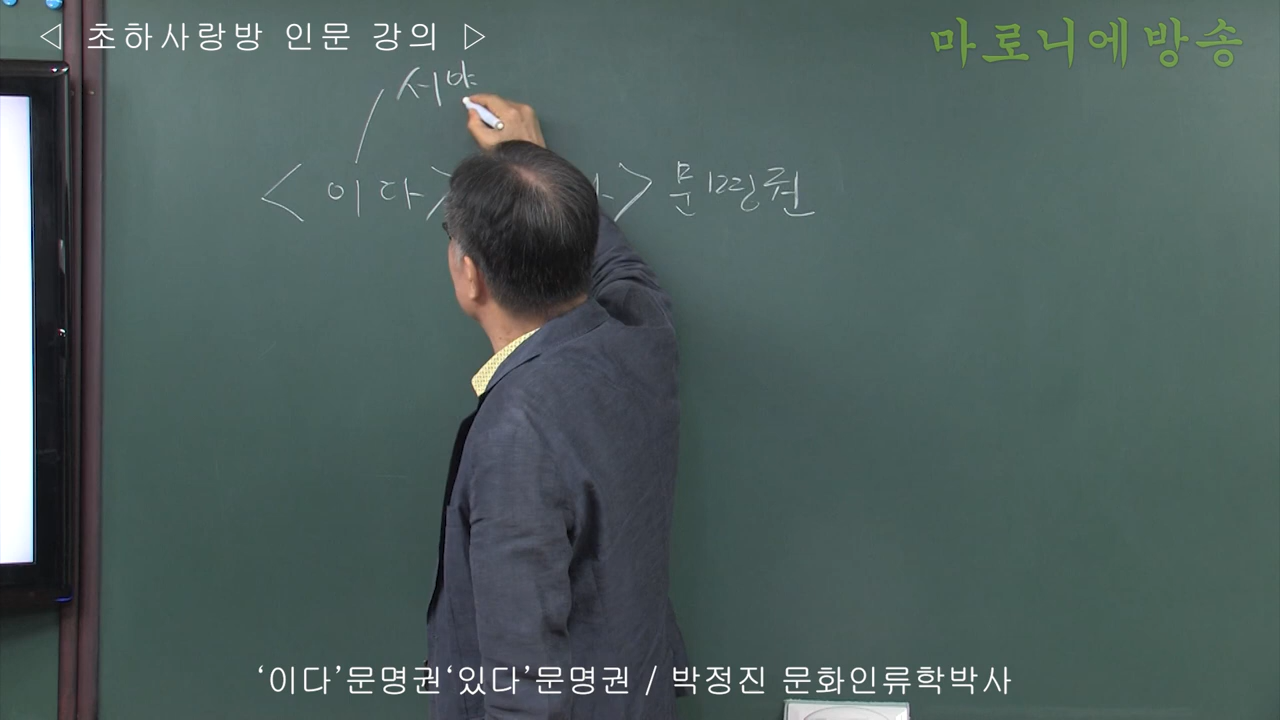 ◁ 초하사랑방 인문 강의 ▷
마로니에방송
서야
<이다> > 문명권
‘이다’문명권‘있다’문명권 / 박정진 문화인류학박사